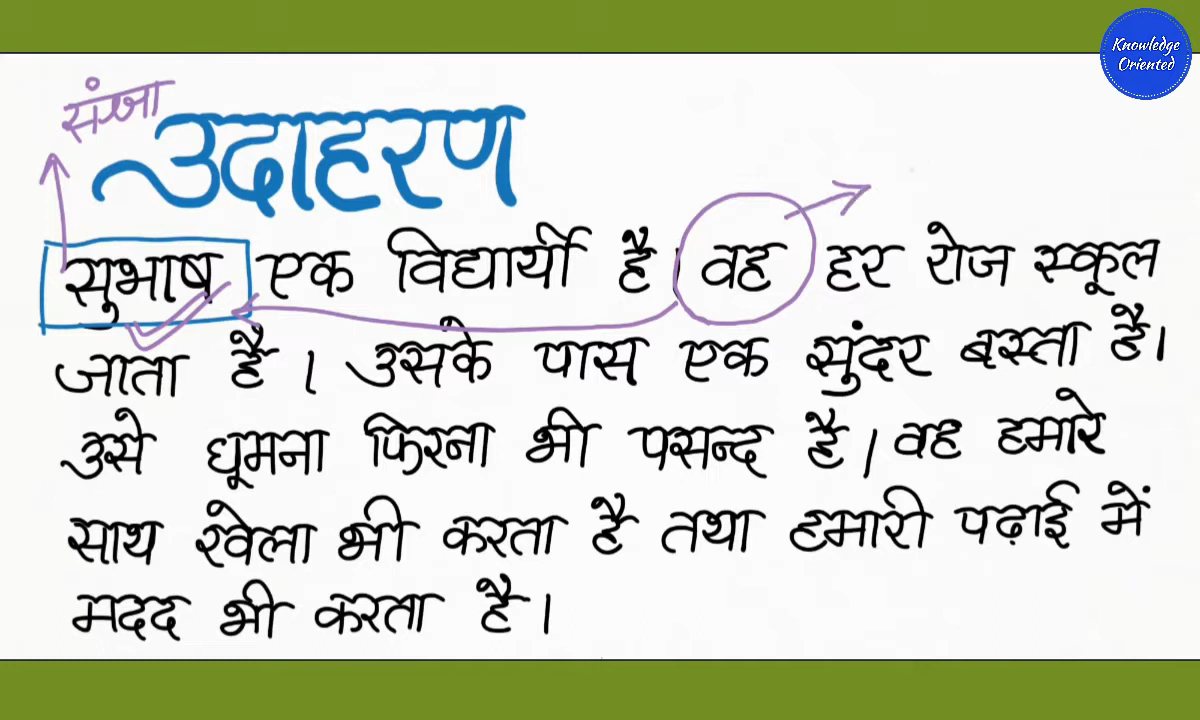 Knowledge
Oriented
संज्ञा
उदाहरण
सुभाष एक विद्यार्थी है। वह हर रोज स्कूल
जाता है। उसके पास एक सुंदर बस्ता है।
उसे घूमना फिरना भी पसन्द है। वह हमारे
साथ खेला भी करता है तथा हमारी पढ़ाई में
मदद भी करता है।